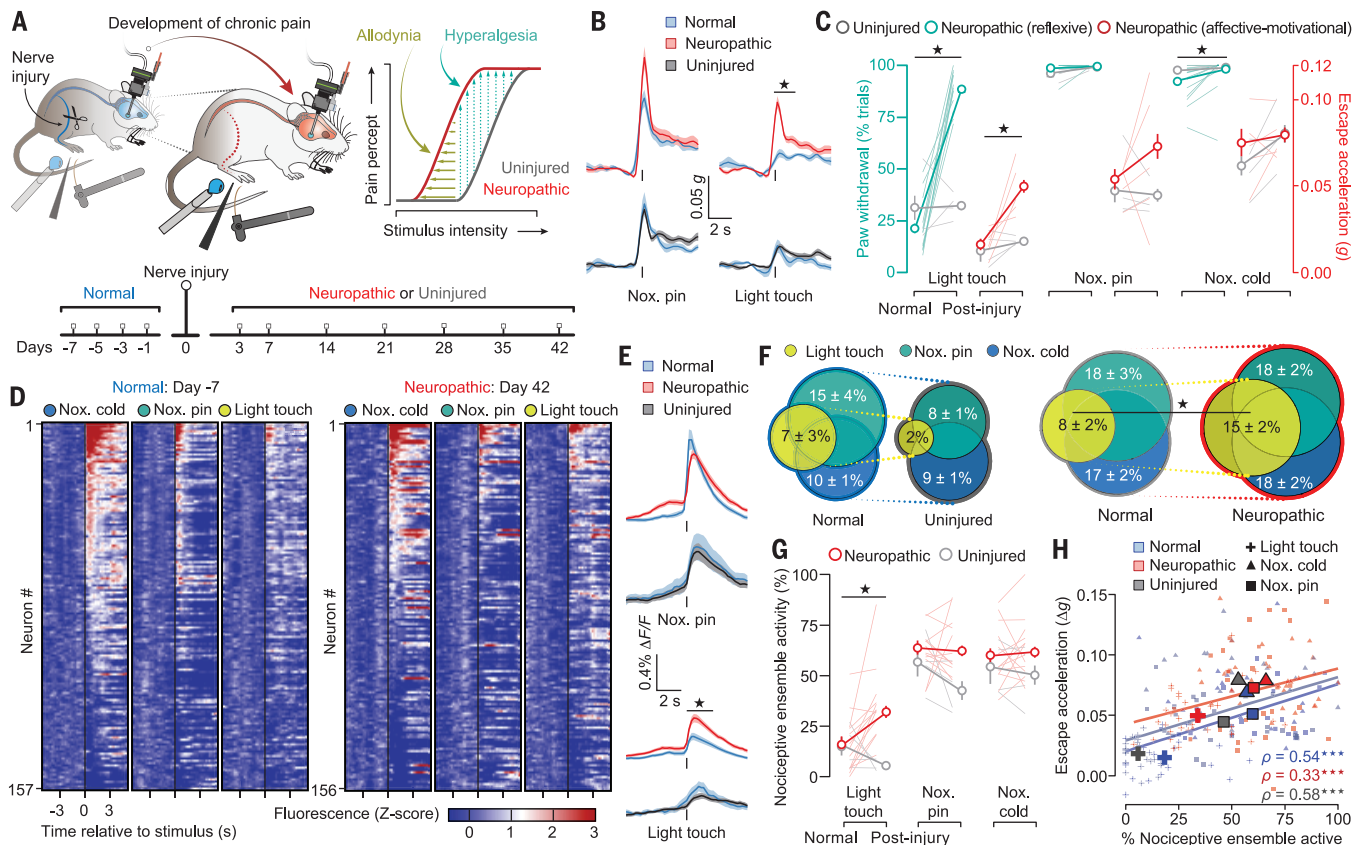 A
Development of chronic pain
Nerve
injury
Allodynia
Hyperalgesia
Pain percept
Uninjured
Neuropathic
Stimulus intensity
Nerve injury
Normal
Neuropathic or Uninjured
Days
-7 -5 -3 -1 0 3 7 14 21 28 35 42
B
Normal
Neuropathic
Uninjured
★
0.05 g
2 s
Nox. pin
Light touch
C
Uninjured
Neuropathic (reflexive)
Neuropathic (affective-motivational)
Paw withdrawal (% trials)
100
75
50
25
0
★
★
★
0.12
0.10
0.05
0.00
Escape acceleration (g)
Light touch
Nox. pin
Nox. cold
Normal Post-injury
D
Normal: Day -7
Neuropathic: Day 42
Nox. cold Nox. pin Light touch
Nox. cold Nox. pin Light touch
Neuron #
1
157
Neuron #
1
156
-3 0 3
Time relative to stimulus (s)
Fluorescence (Z-score)
0 1 2 3
E
Normal
Neuropathic
Uninjured
Nox. pin
0.4% ΔF/F
2 s
★
Light touch
F
Light touch Nox. pin Nox. cold
15 ± 4%
7 ± 3%
10 ± 1%
Normal
8 ± 1%
2%
9 ± 1%
Uninjured
18 ± 3%
8 ± 2%
17 ± 2%
Normal
★
18 ± 2%
15 ± 2%
18 ± 2%
Neuropathic
G
Neuropathic Uninjured
Nociceptive ensemble activity (%)
100
75
50
25
0
★
Light
touch
Nox.
pin
Nox.
cold
Normal Post-injury
H
Normal
Neuropathic
Uninjured
Light touch
Nox. cold
Nox. pin
Escape acceleration (Δg)
0.15
0.10
0.05
0.00
ρ = 0.54★★★
ρ = 0.33★★★
ρ = 0.58★★★
0 25 50 75 100
% Nociceptive ensemble active